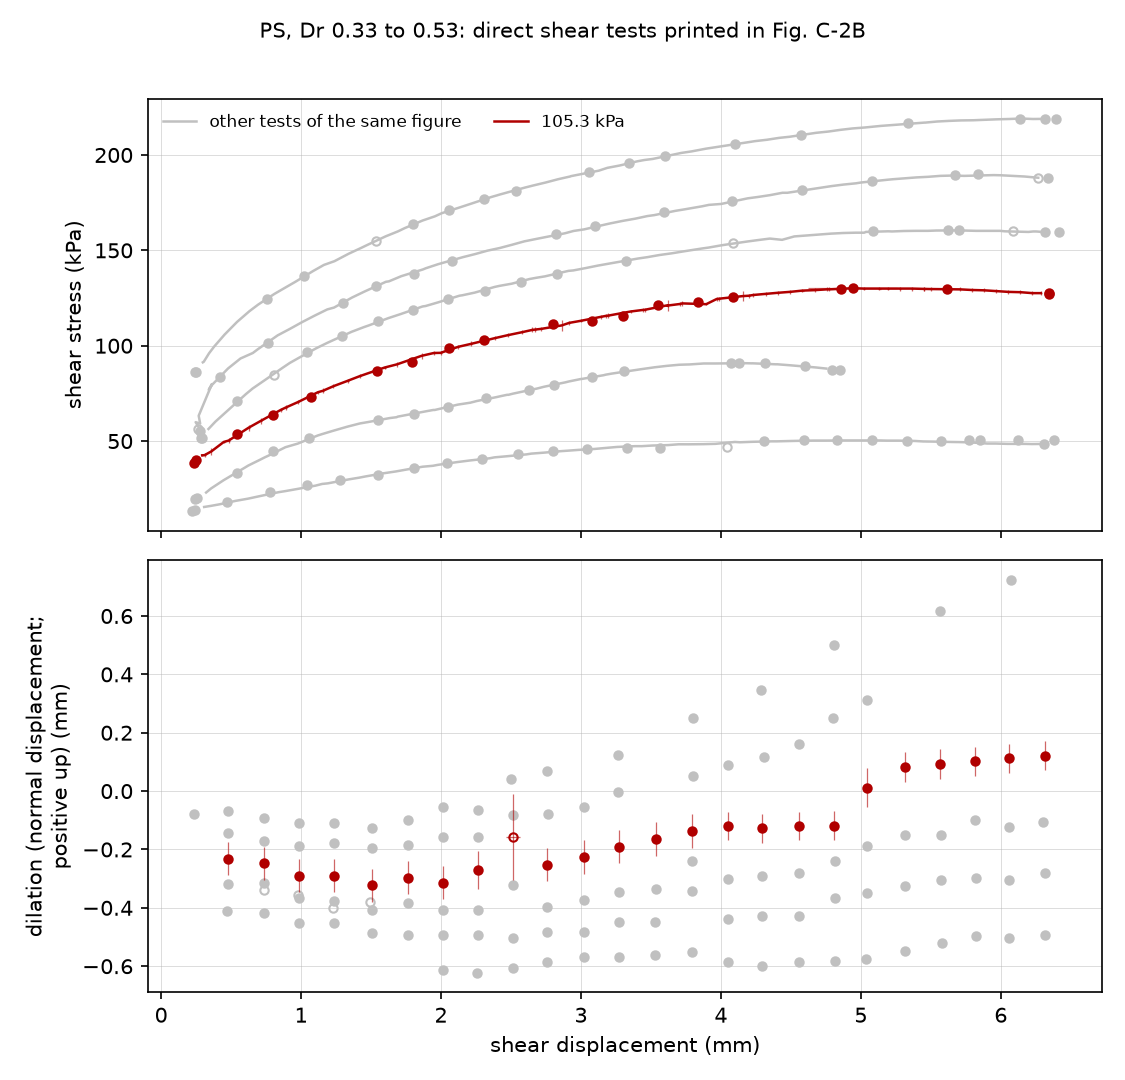 PS, Dr 0.33 to 0.53: direct shear tests printed in Fig. C-2B
other tests of the same figure
105.3 kPa
shear stress (kPa)
200
150
100
50
dilation (normal displacement;
positive up) (mm)
0.6
0.4
0.2
0.0
−0.2
−0.4
−0.6
0 1 2 3 4 5 6
shear displacement (mm)